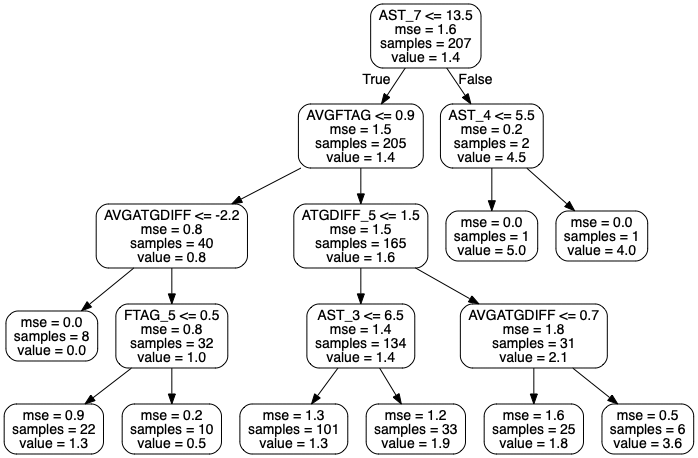 AST_7 <= 13.5
mse = 1.6
samples = 207
value = 1.4
True
False
AVGFTAG <= 0.9
mse = 1.5
samples = 205
value = 1.4
AST_4 <= 5.5
mse = 0.2
samples = 2
value = 4.5
AVGATGDIFF <= -2.2
mse = 0.8
samples = 40
value = 0.8
ATGDIFF_5 <= 1.5
mse = 1.5
samples = 165
value = 1.6
mse = 0.0
samples = 1
value = 5.0
mse = 0.0
samples = 1
value = 4.0
mse = 0.0
samples = 8
value = 0.0
FTAG_5 <= 0.5
mse = 0.8
samples = 32
value = 1.0
AST_3 <= 6.5
mse = 1.4
samples = 134
value = 1.4
AVGATGDIFF <= 0.7
mse = 1.8
samples = 31
value = 2.1
mse = 0.9
samples = 22
value = 1.3
mse = 0.2
samples = 10
value = 0.5
mse = 1.3
samples = 101
value = 1.3
mse = 1.2
samples = 33
value = 1.9
mse = 1.6
samples = 25
value = 1.8
mse = 0.5
samples = 6
value = 3.6